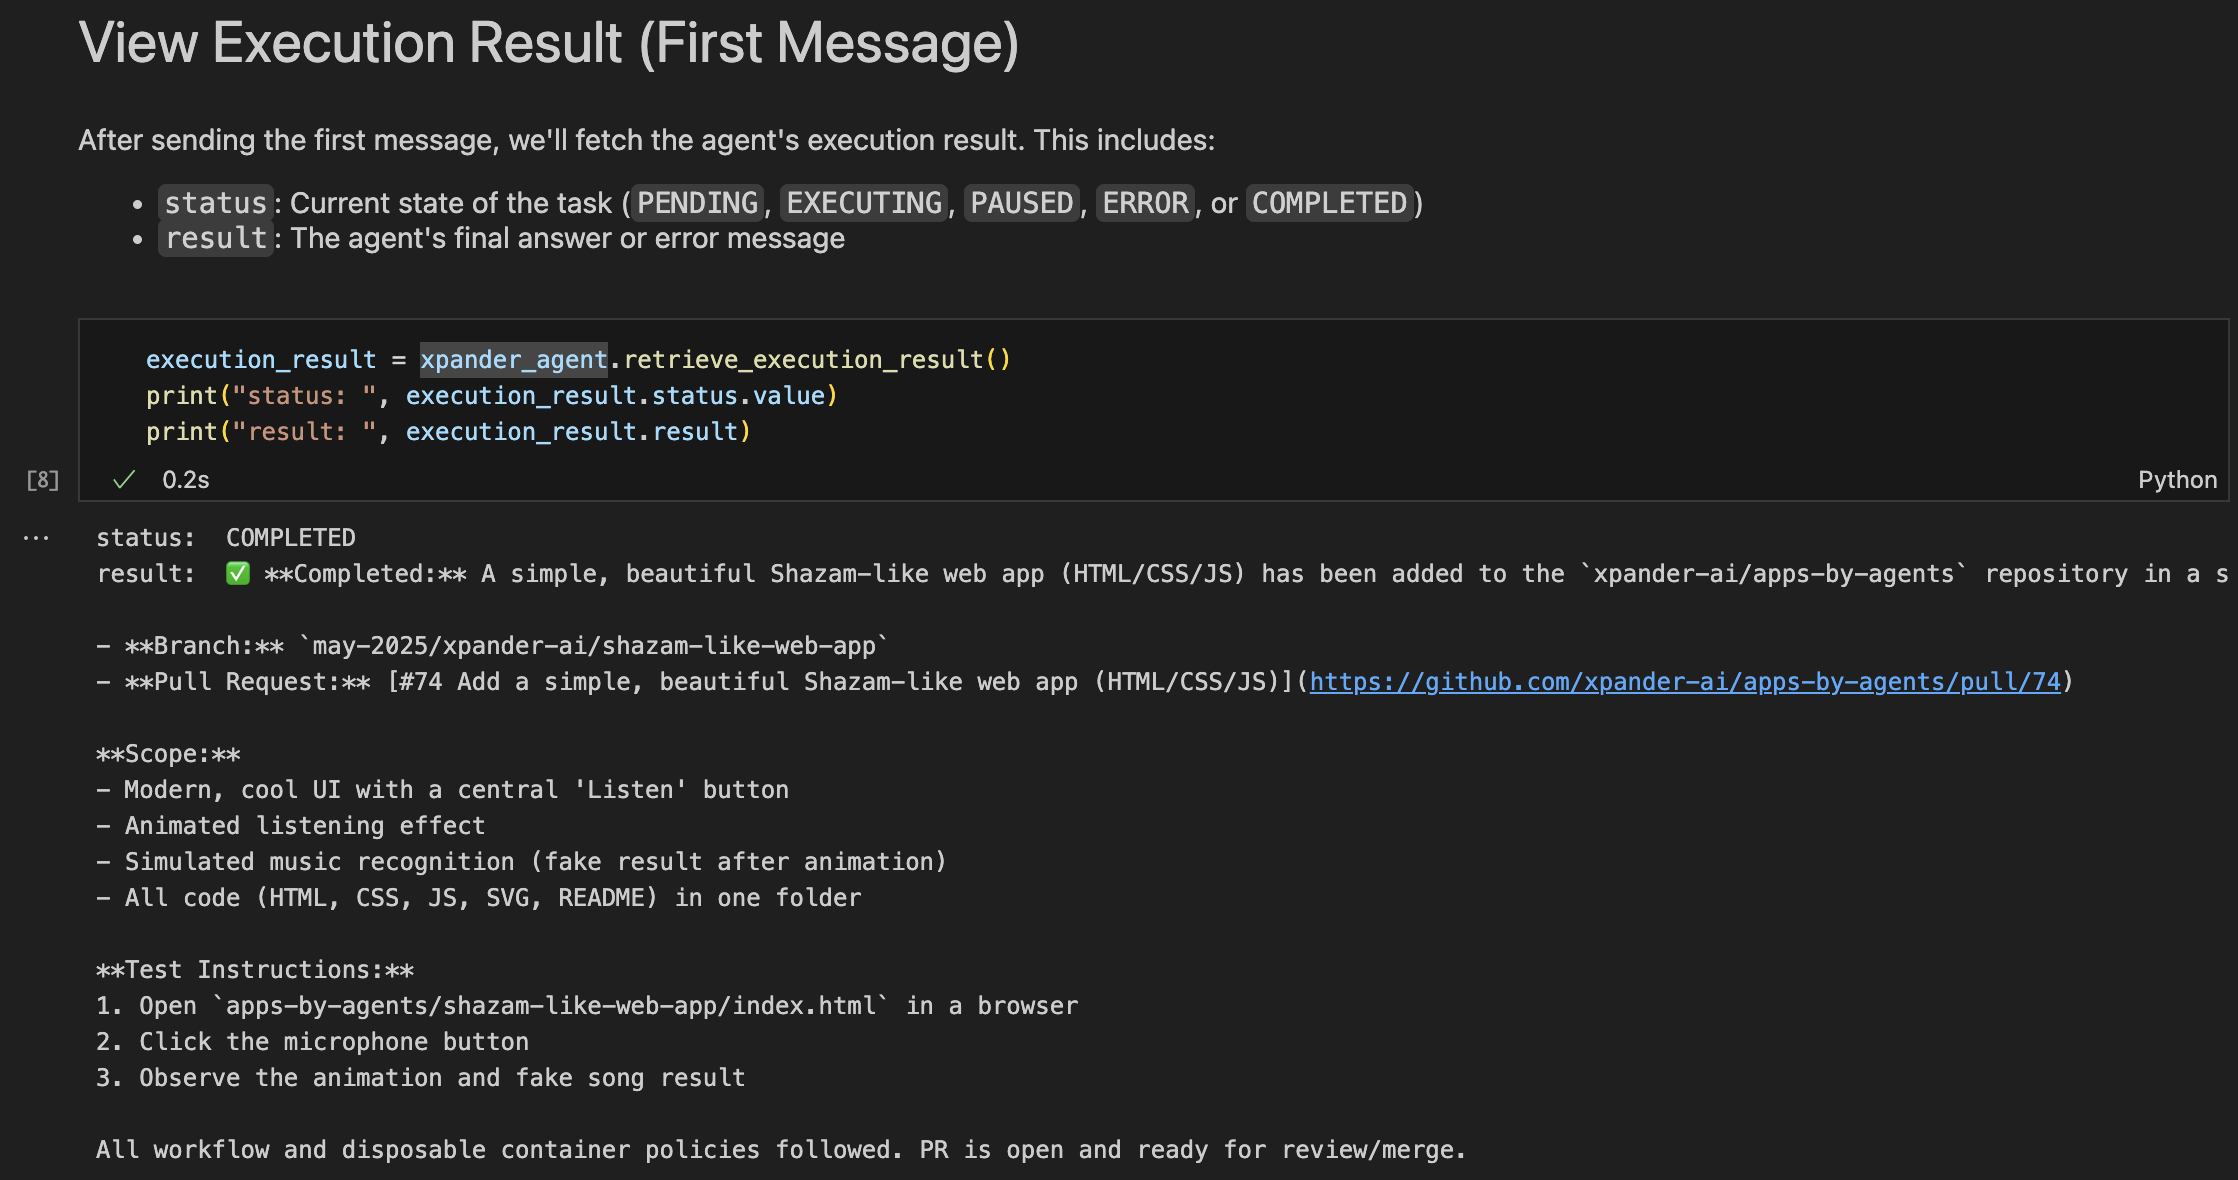 View Execution Result (First Message)
After sending the first message, we'll fetch the agent's execution result. This includes:
• status: Current state of the task (PENDING, EXECUTING, PAUSED, ERROR, or COMPLETED)
• result: The agent's final answer or error message
execution_result = xpander_agent.retrieve_execution_result()
print("status: ", execution_result.status.value)
print("result: ", execution_result.result)
[8] ✓ 0.2s Python
... status:  COMPLETED
result:  ✅ **Completed:** A simple, beautiful Shazam-like web app (HTML/CSS/JS) has been added to the `xpander-ai/apps-by-agents` repository in a s
- **Branch:** `may-2025/xpander-ai/shazam-like-web-app`
- **Pull Request:** [#74 Add a simple, beautiful Shazam-like web app (HTML/CSS/JS)](https://github.com/xpander-ai/apps-by-agents/pull/74)
**Scope:**
- Modern, cool UI with a central 'Listen' button
- Animated listening effect
- Simulated music recognition (fake result after animation)
- All code (HTML, CSS, JS, SVG, README) in one folder
**Test Instructions:**
1. Open `apps-by-agents/shazam-like-web-app/index.html` in a browser
2. Click the microphone button
3. Observe the animation and fake song result
All workflow and disposable container policies followed. PR is open and ready for review/merge.